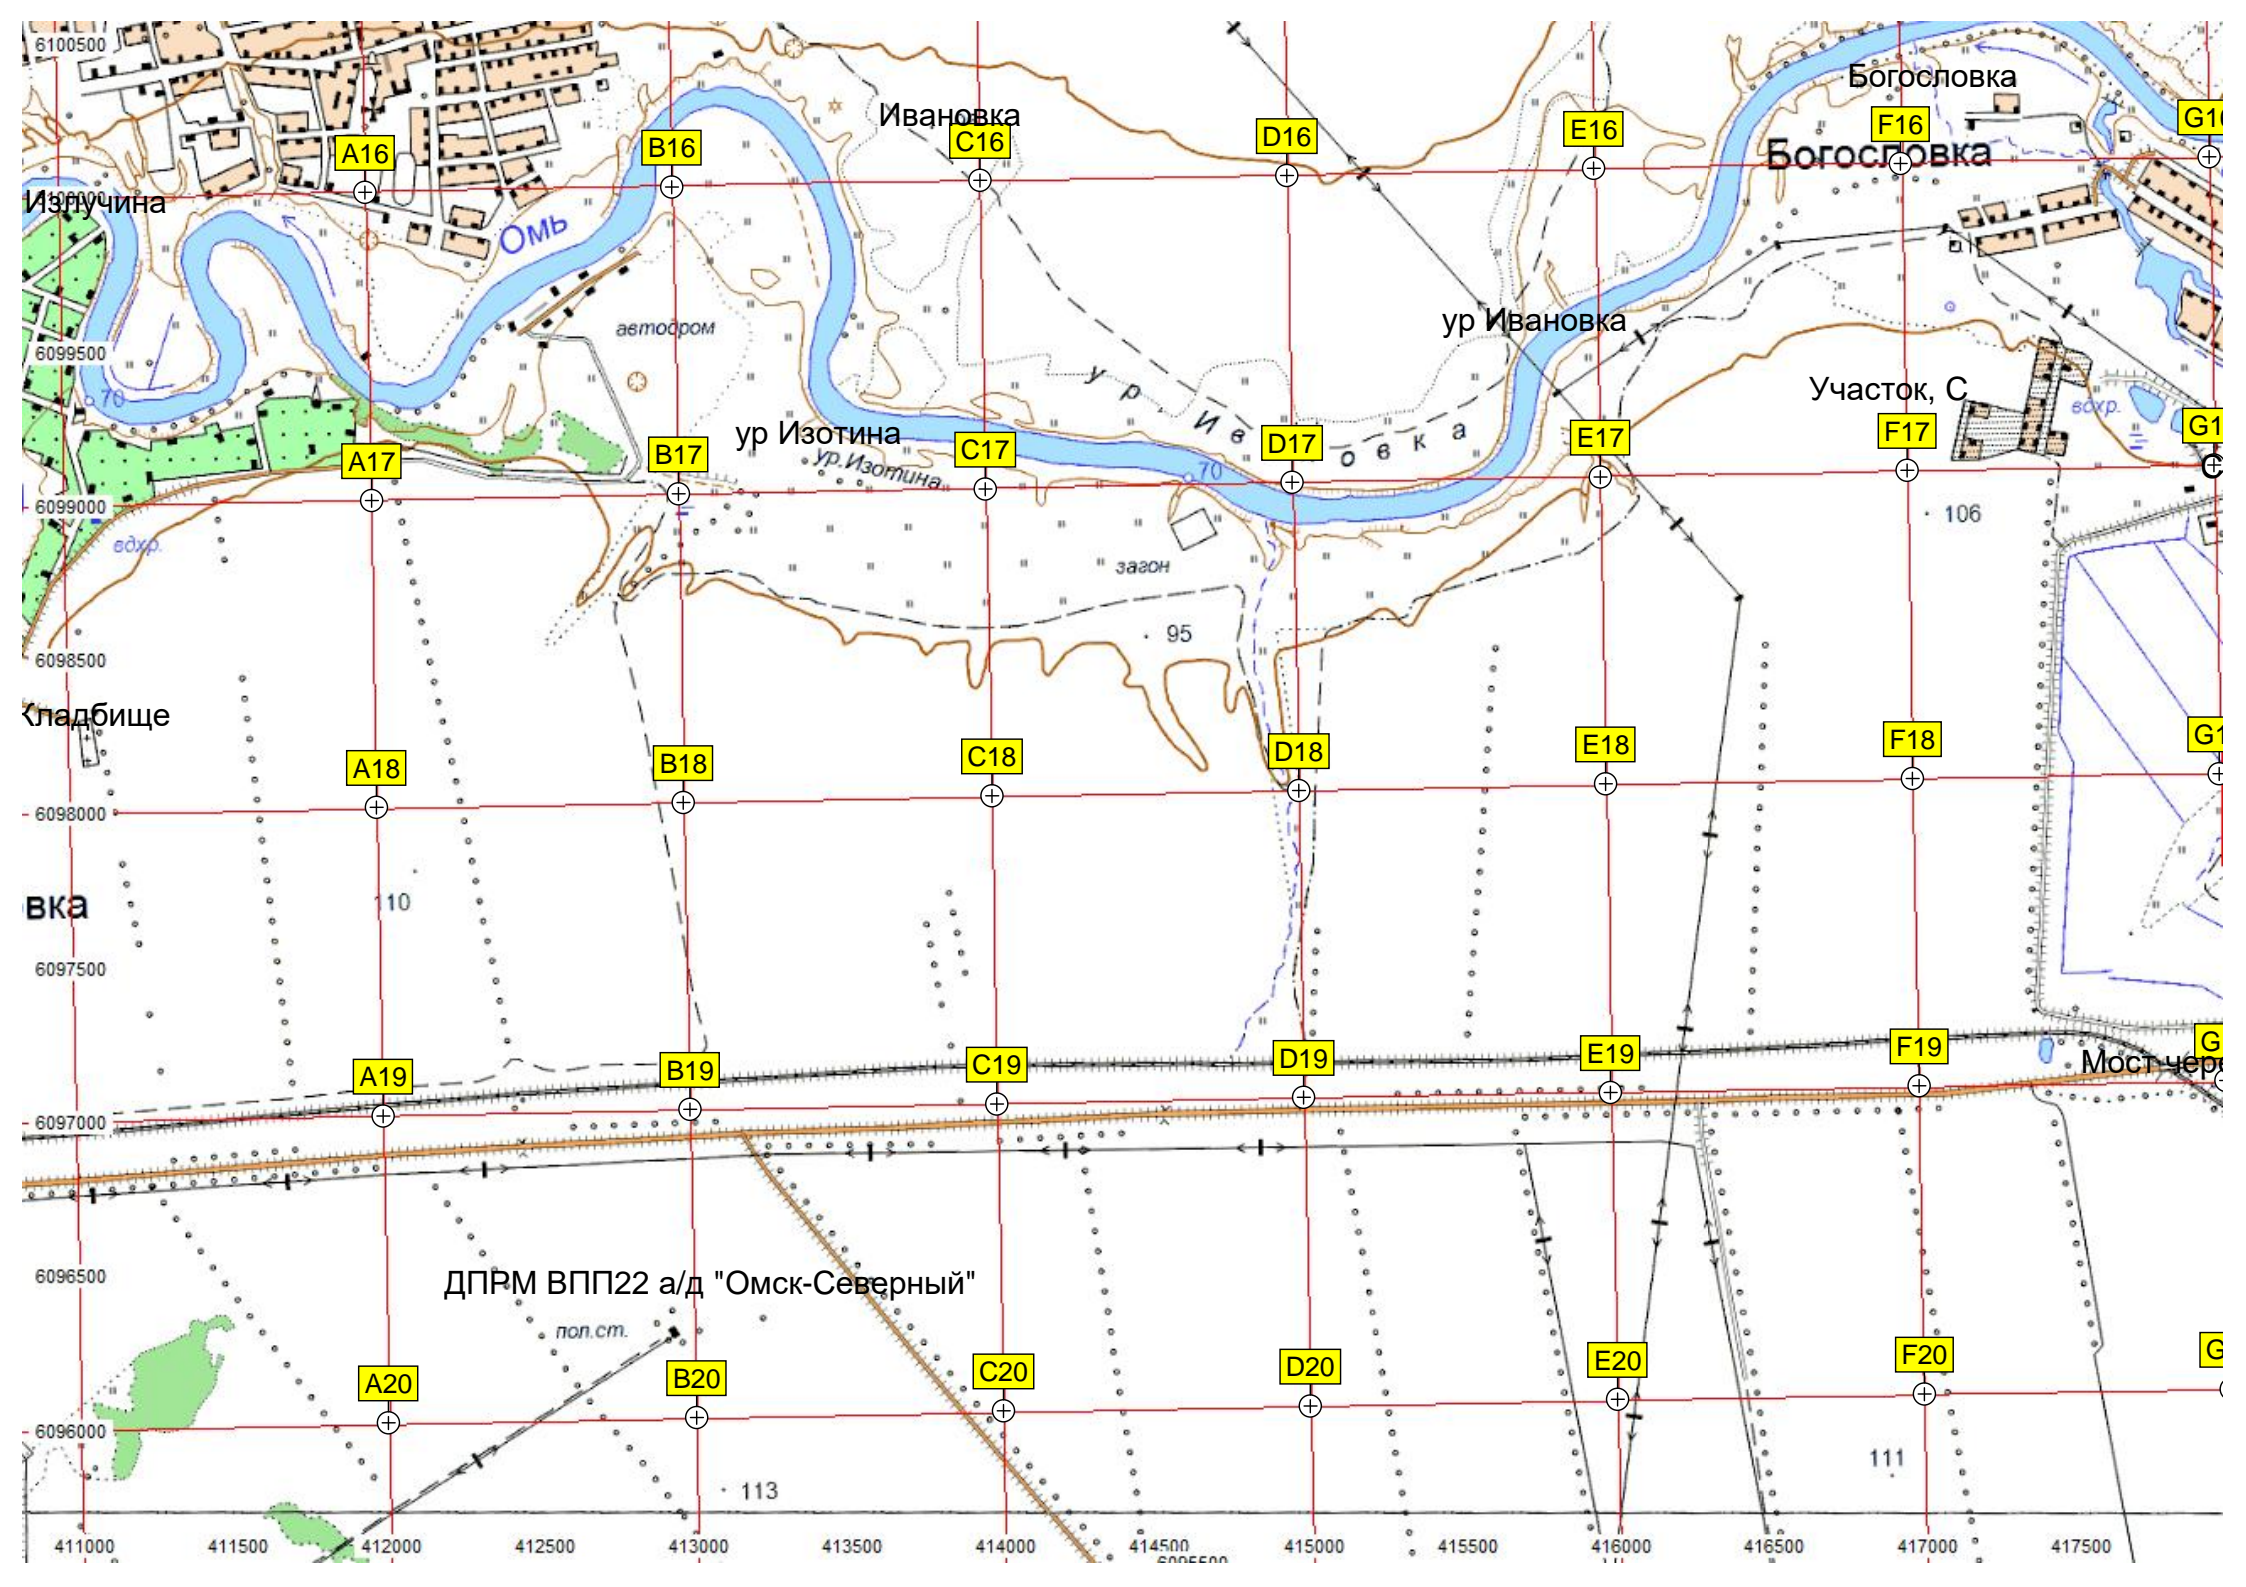 6100500
Богословка
Ивановка
A16
B16
C16
D16
E16
F16
Богословка
6100000
Излучина
Омь
автодром
ур Ивановка
6099500
70
Участок, С
вдхр.
ур Изотина
ур. Изотина
ур. Ив
овка
A17
B17
C17
D17
E17
F17
70
6099000
вдхр.
загон
106
95
6098500
Кладбище
A18
B18
C18
D18
E18
F18
6098000
110
вка
6097500
A19
B19
C19
D19
E19
F19
Мост чере
6097000
6096500
ДПРМ ВПП22 а/д "Омск-Северный"
пол.ст.
A20
B20
C20
D20
E20
F20
6096000
111
113
411000 411500 412000 412500 413000 413500 414000 414500 415000 415500 416000 416500 417000 417500
6095500